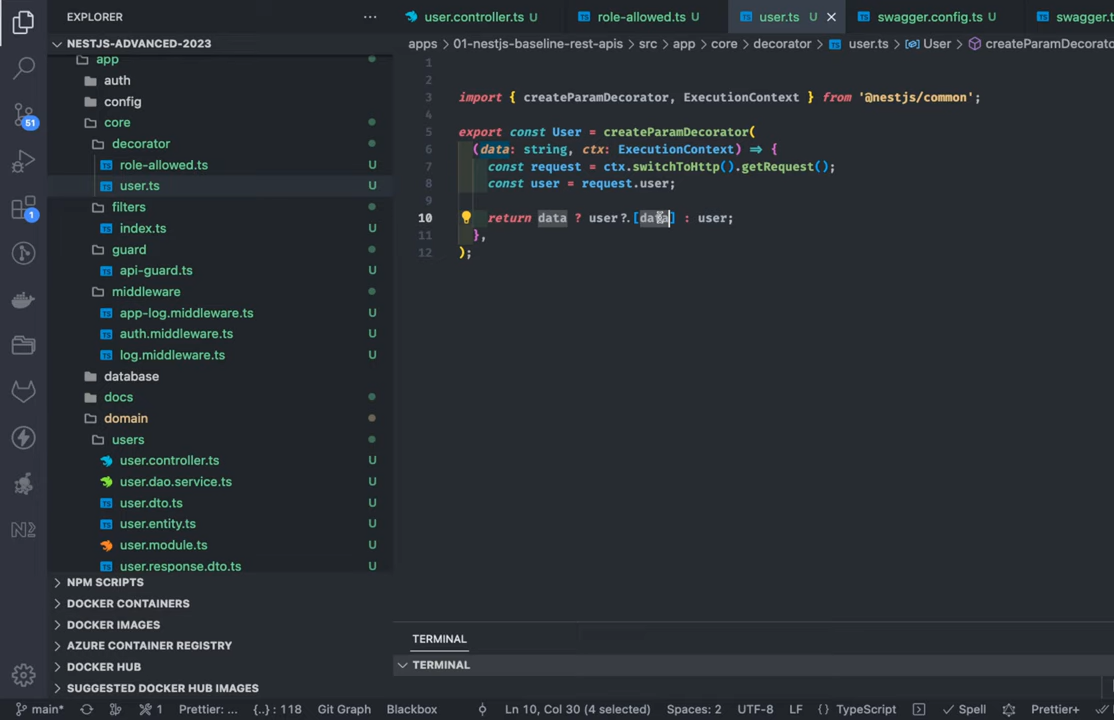 EXPLORER
NESTJS-ADVANCED-2023
app
auth
config
core
decorator
role-allowed.ts U
user.ts U
filters
index.ts U
guard
api-guard.ts U
middleware
app-log.middleware.ts U
auth.middleware.ts U
log.middleware.ts U
database
docs
domain
users
user.controller.ts U
user.dao.service.ts U
user.dto.ts U
user.entity.ts U
user.module.ts U
user.response.dto.ts U
NPM SCRIPTS
DOCKER CONTAINERS
DOCKER IMAGES
AZURE CONTAINER REGISTRY
DOCKER HUB
SUGGESTED DOCKER HUB IMAGES
51
1
N2
user.controller.ts U
role-allowed.ts U
user.ts U
swagger.config.ts U
swagger.ts
apps > 01-nestjs-baseline-rest-apis > src > app > core > decorator > user.ts > User > createParamDecorato
1
2
3 import { createParamDecorator, ExecutionContext } from '@nestjs/common';
4
5 export const User = createParamDecorator(
6 (data: string, ctx: ExecutionContext) => {
7 const request = ctx.switchToHttp().getRequest();
8 const user = request.user;
9
10 return data ? user?.[data] : user;
11 },
12 );
TERMINAL
TERMINAL
main* 1 Prettier: ... {..} : 118 Git Graph Blackbox Ln 10, Col 30 (4 selected) Spaces: 2 UTF-8 LF {} TypeScript Spell Prettier+